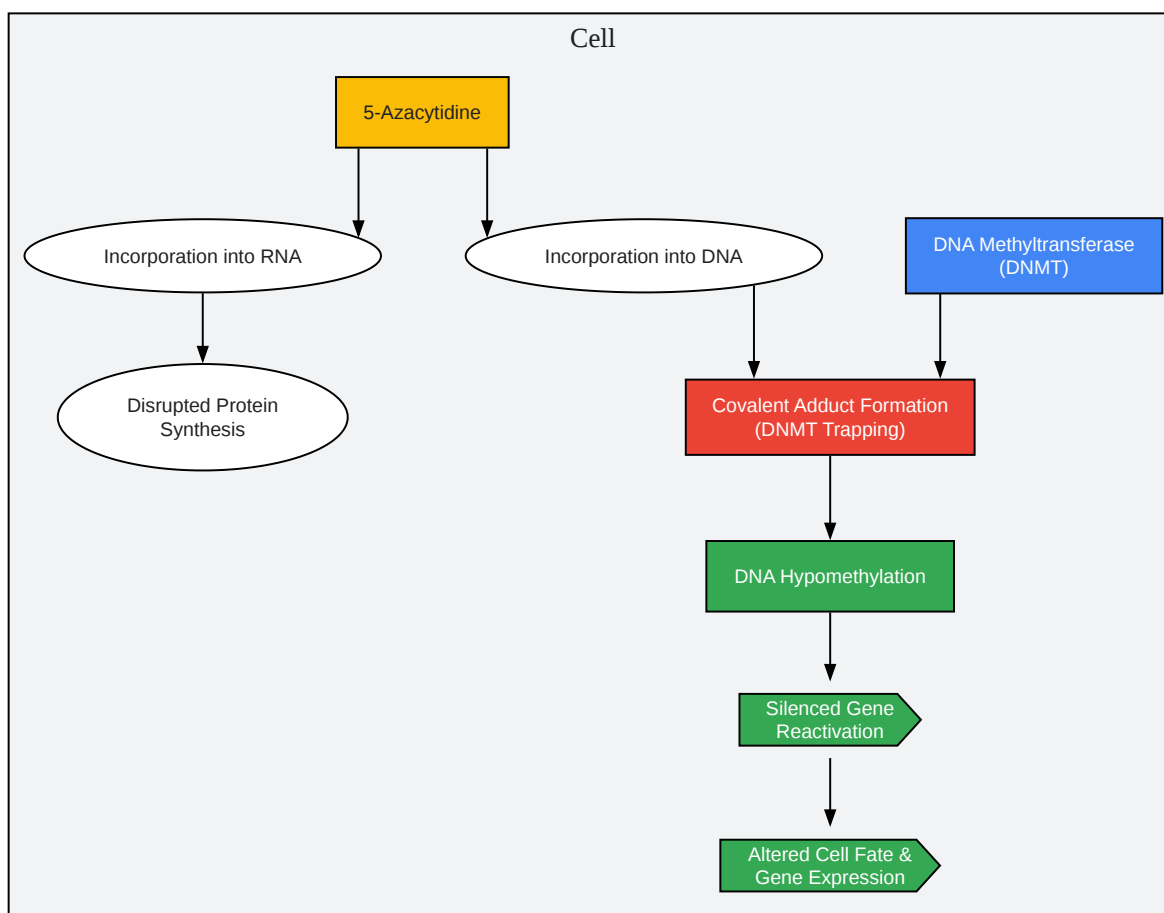 Cell
5-Azacytidine
Incorporation into RNA
Incorporation into DNA
DNA Methyltransferase
(DNMT)
Disrupted Protein
Synthesis
Covalent Adduct Formation
(DNMT Trapping)
DNA Hypomethylation
Silenced Gene
Reactivation
Altered Cell Fate &
Gene Expression